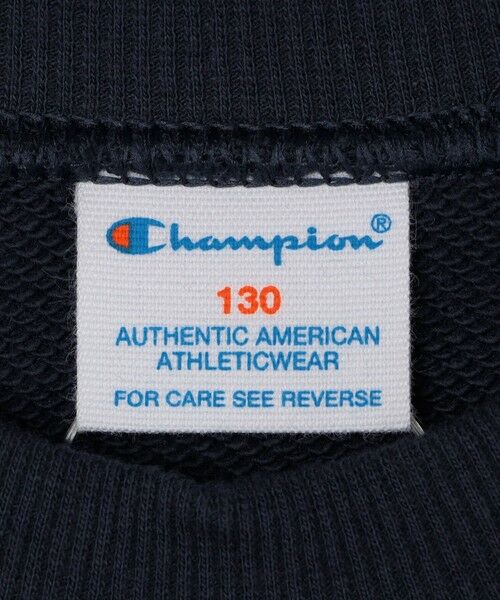 Champion®
130
AUTHENTIC AMERICAN
ATHLETICWEAR
FOR CARE SEE REVERSE